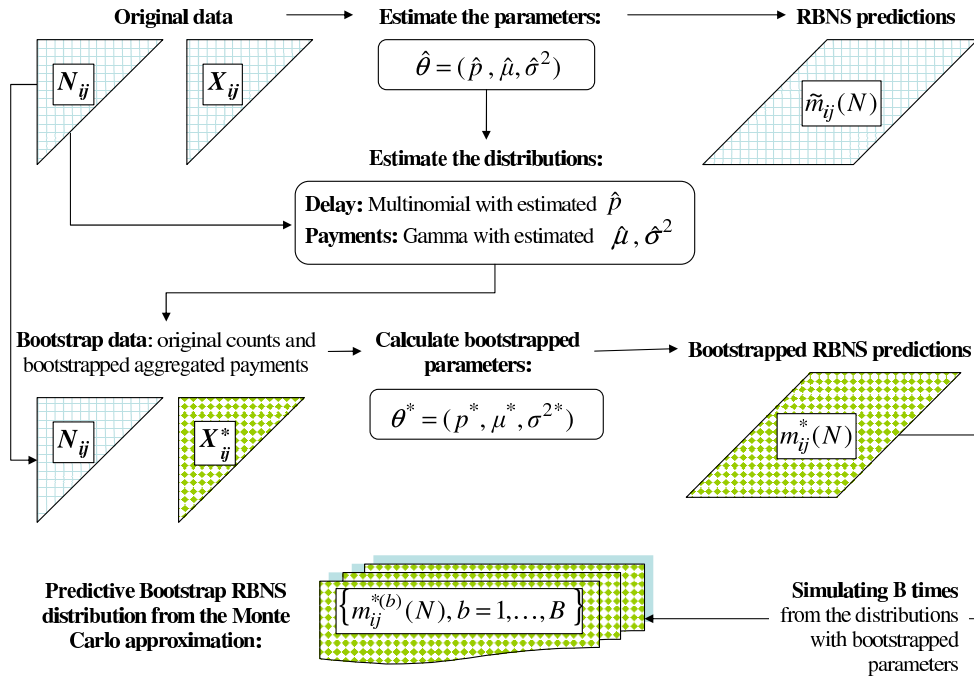 Original data
Estimate the parameters:
RBNS predictions
N_ij
X_ij
θ̂ = (p̂, μ̂, σ̂²)
m̃_ij(N)
Estimate the distributions:
Delay: Multinomial with estimated p̂
Payments: Gamma with estimated μ̂, σ̂²
Bootstrap data: original counts and
bootstrapped aggregated payments
Calculate bootstrapped
parameters:
Bootstrapped RBNS predictions
N_ij
X*_ij
θ* = (p*, μ*, σ²*)
m*_ij(N)
Predictive Bootstrap RBNS
distribution from the Monte
Carlo approximation:
{m_ij^*(b)(N), b = 1,…,B}
Simulating B times
from the distributions
with bootstrapped
parameters